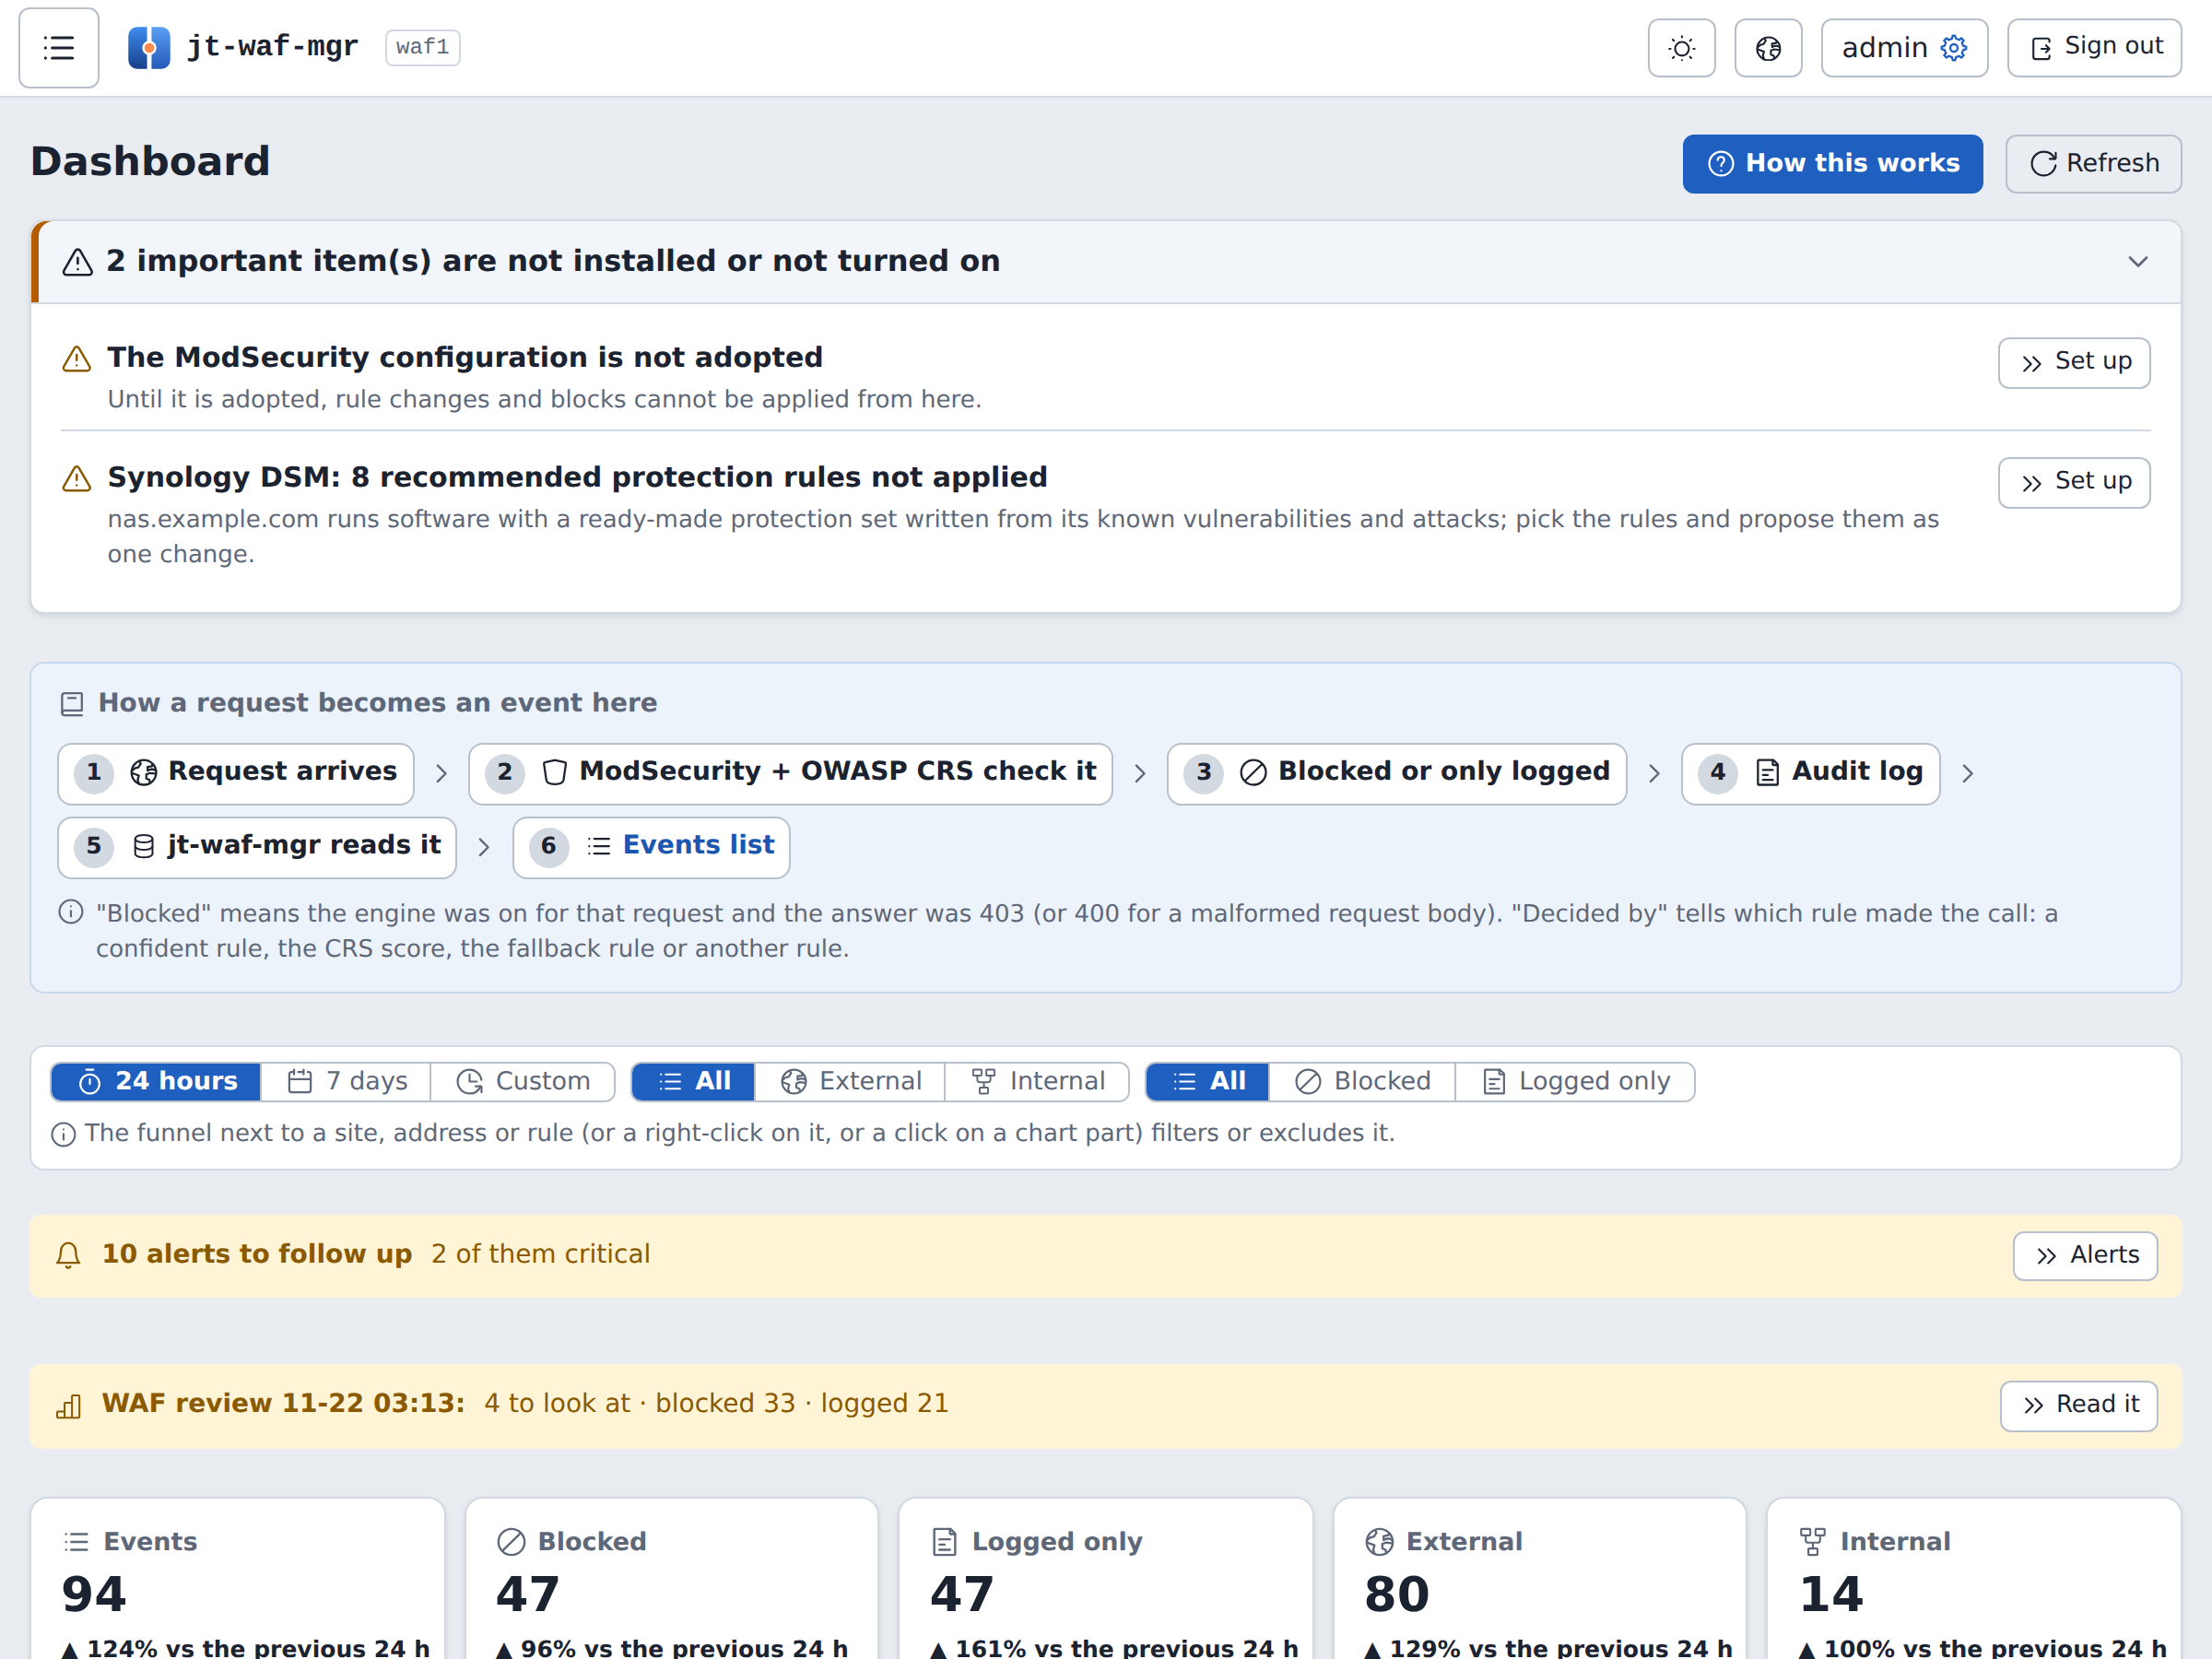 jt-waf-mgr waf1 admin Sign out
Dashboard How this works Refresh
2 important item(s) are not installed or not turned on
The ModSecurity configuration is not adopted Set up
Until it is adopted, rule changes and blocks cannot be applied from here.
Synology DSM: 8 recommended protection rules not applied Set up
nas.example.com runs software with a ready-made protection set written from its known vulnerabilities and attacks; pick the rules and propose them as
one change.
How a request becomes an event here
1 Request arrives 2 ModSecurity + OWASP CRS check it 3 Blocked or only logged 4 Audit log
5 jt-waf-mgr reads it 6 Events list
"Blocked" means the engine was on for that request and the answer was 403 (or 400 for a malformed request body). "Decided by" tells which rule made the call: a
confident rule, the CRS score, the fallback rule or another rule.
24 hours 7 days Custom All External Internal All Blocked Logged only
The funnel next to a site, address or rule (or a right-click on it, or a click on a chart part) filters or excludes it.
10 alerts to follow up 2 of them critical Alerts
WAF review 11-22 03:13: 4 to look at · blocked 33 · logged 21 Read it
Events Blocked Logged only External Internal
94 47 47 80 14
▲ 124% vs the previous 24 h ▲ 96% vs the previous 24 h ▲ 161% vs the previous 24 h ▲ 129% vs the previous 24 h ▲ 100% vs the previous 24 h